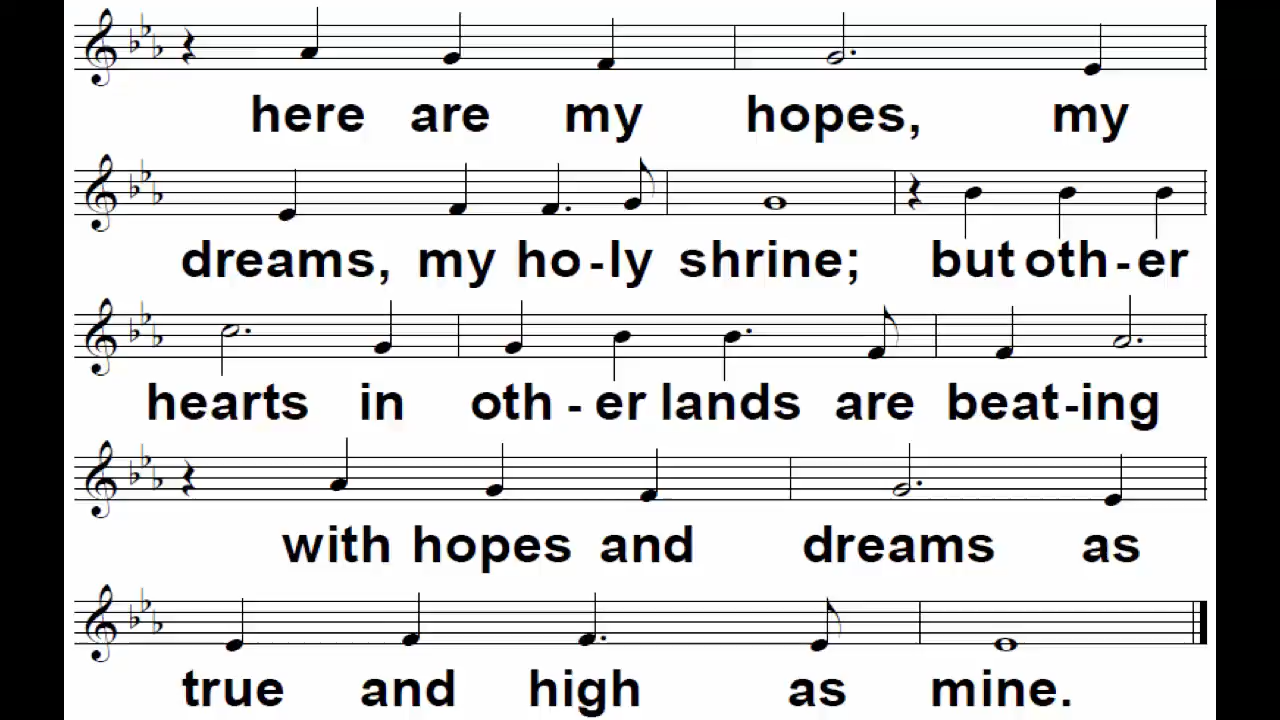 here are my hopes, my
dreams, my ho-ly shrine; but oth-er
hearts in oth-er lands are beat-ing
with hopes and dreams as
true and high as mine.